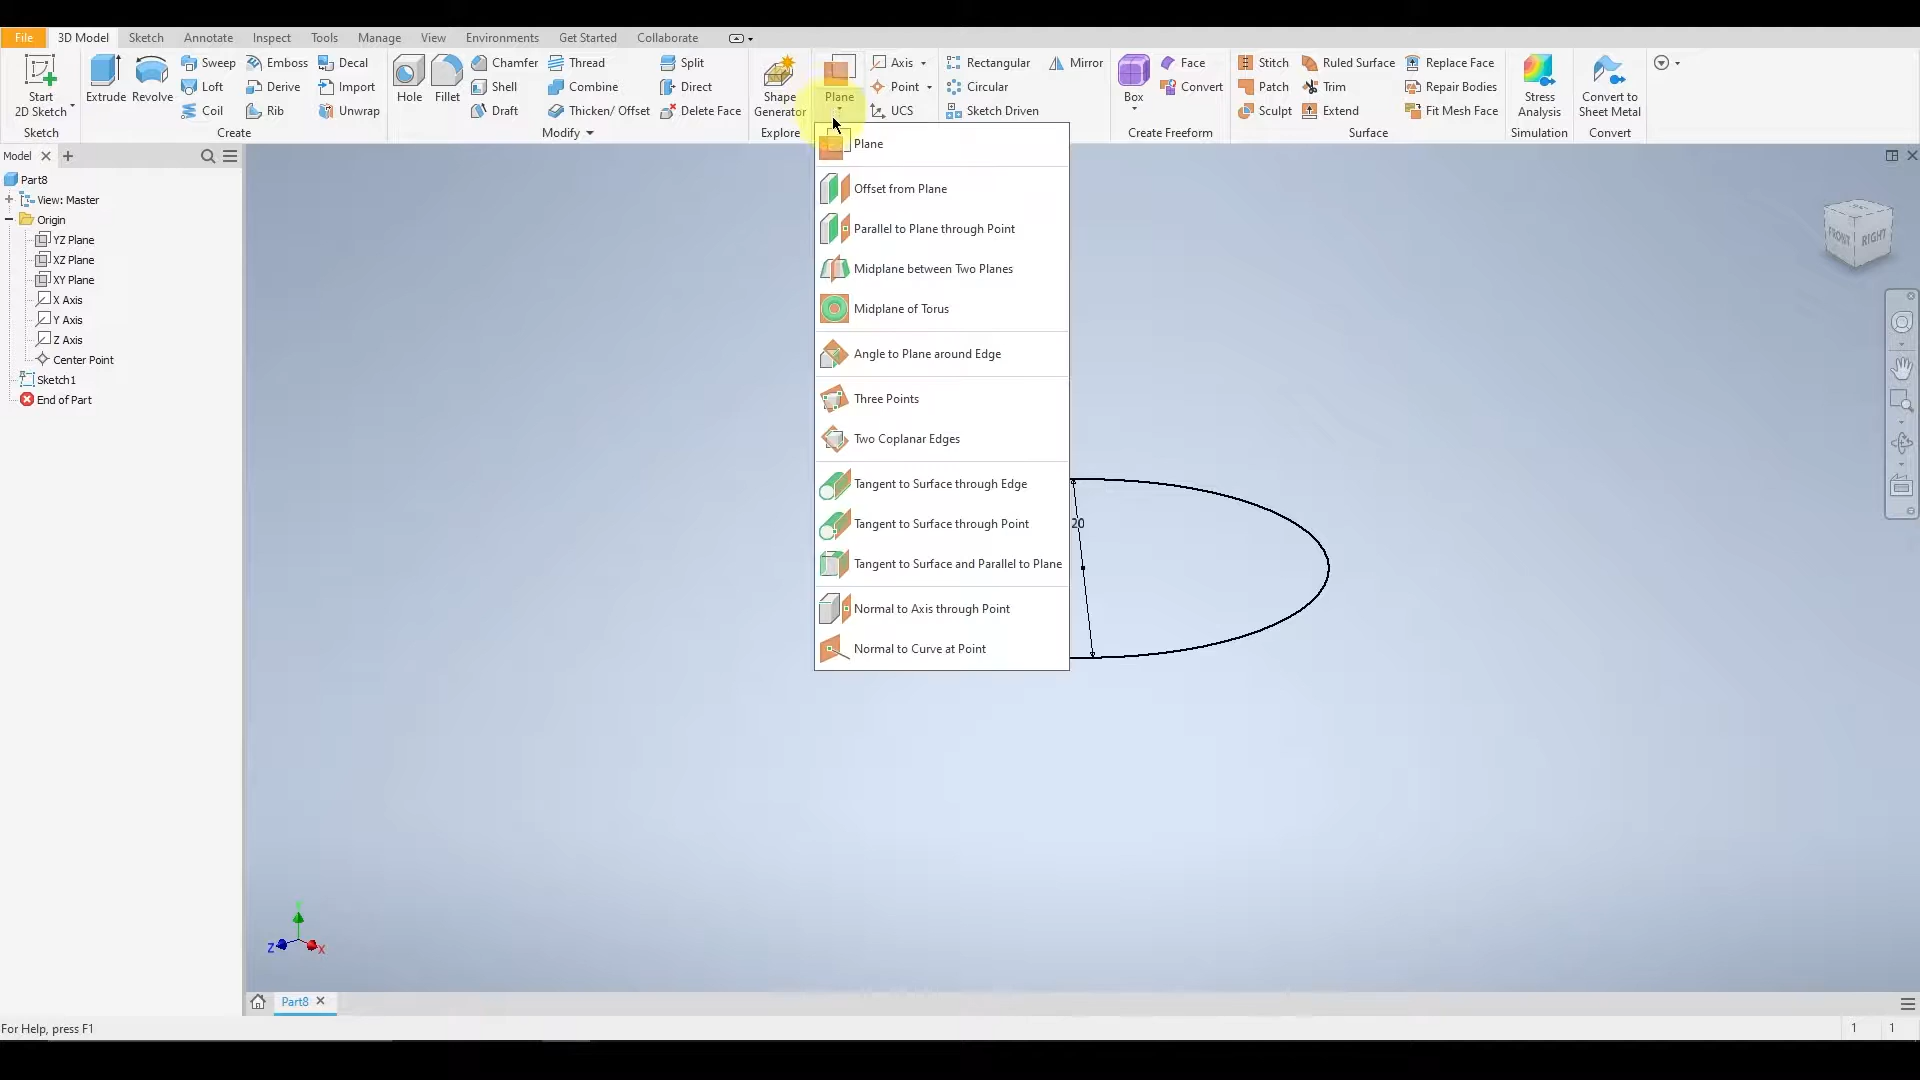 File 3D Model Sketch Annotate Inspect Tools Manage View Environments Get Started Collaborate
Start 2D Sketch
Extrude
Revolve
Sweep
Loft
Coil
Emboss
Derive
Rib
Decal
Import
Unwrap
Hole
Fillet
Chamfer
Shell
Draft
Thread
Combine
Thicken/ Offset
Split
Direct
Delete Face
Shape Generator
Plane
Axis
Point
UCS
Rectangular
Circular
Sketch Driven
Mirror
Box
Face
Convert
Stitch
Patch
Sculpt
Ruled Surface
Trim
Extend
Replace Face
Repair Bodies
Fit Mesh Face
Stress Analysis
Convert to Sheet Metal
Sketch
Create
Modify
Explore
Create Freeform
Surface
Simulation
Convert
Model
Part8
View: Master
Origin
YZ Plane
XZ Plane
XY Plane
X Axis
Y Axis
Z Axis
Center Point
Sketch1
End of Part
Plane
Offset from Plane
Parallel to Plane through Point
Midplane between Two Planes
Midplane of Torus
Angle to Plane around Edge
Three Points
Two Coplanar Edges
Tangent to Surface through Edge
Tangent to Surface through Point
Tangent to Surface and Parallel to Plane
Normal to Axis through Point
Normal to Curve at Point
20
FRONT
RIGHT
Z
X
Part8
For Help, press F1
1 1